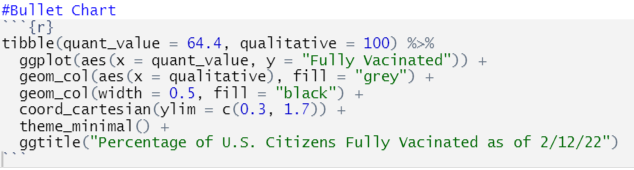 #Bullet Chart
```{r}
tibble(quant_value = 64.4, qualitative = 100) %>%
  ggplot(aes(x = quant_value, y = "Fully Vacinated")) +
  geom_col(aes(x = qualitative), fill = "grey") +
  geom_col(width = 0.5, fill = "black") +
  coord_cartesian(ylim = c(0.3, 1.7)) +
  theme_minimal() +
  ggtitle("Percentage of U.S. Citizens Fully Vacinated as of 2/12/22")
```